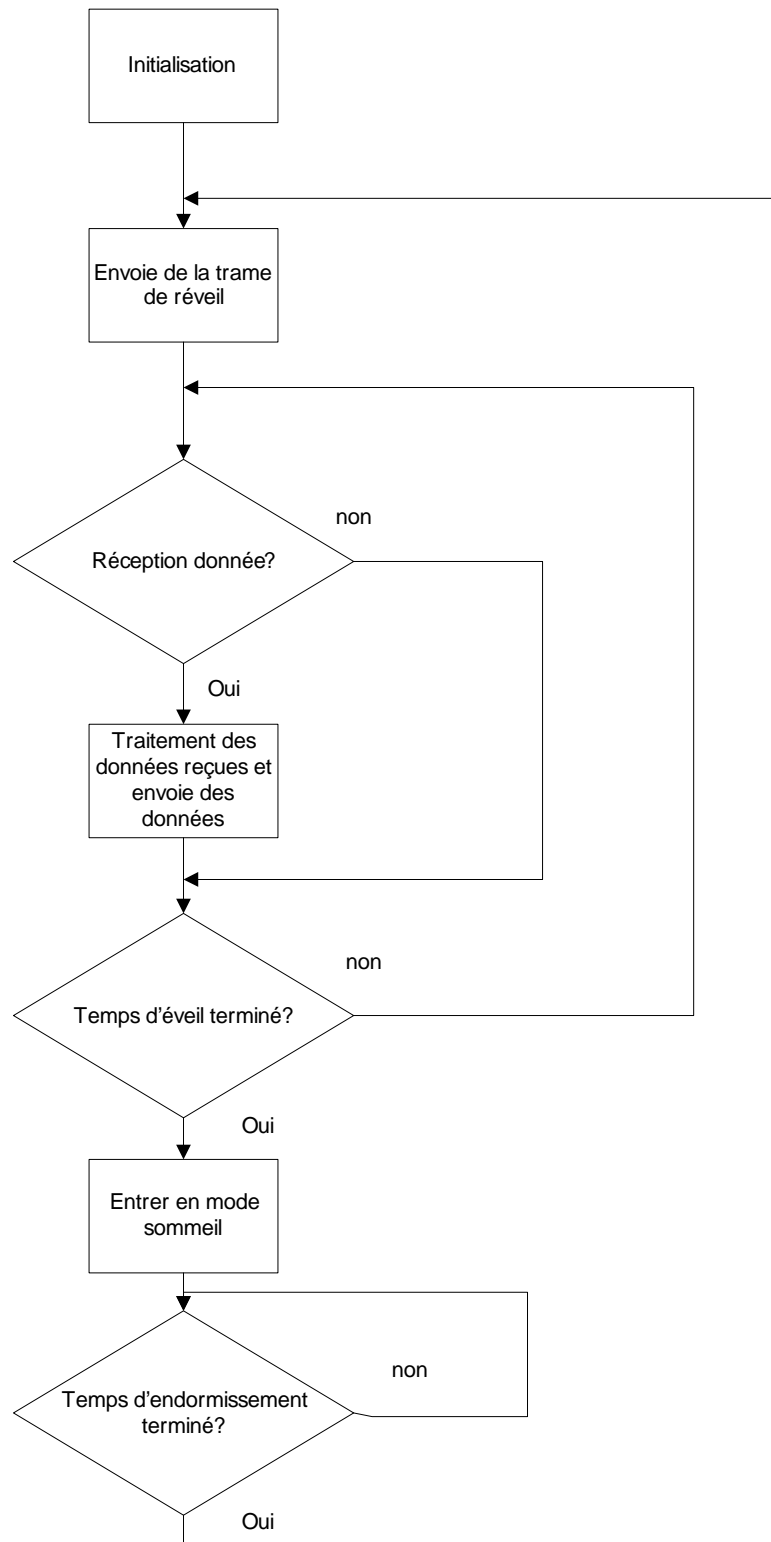 Initialisation
Envoie de la trame
de réveil
non
Réception donnée?
Oui
Traitement des
données reçues et
envoie des
données
non
Temps d'éveil terminé?
Oui
Entrer en mode
sommeil
non
Temps d'endormissement
terminé?
Oui